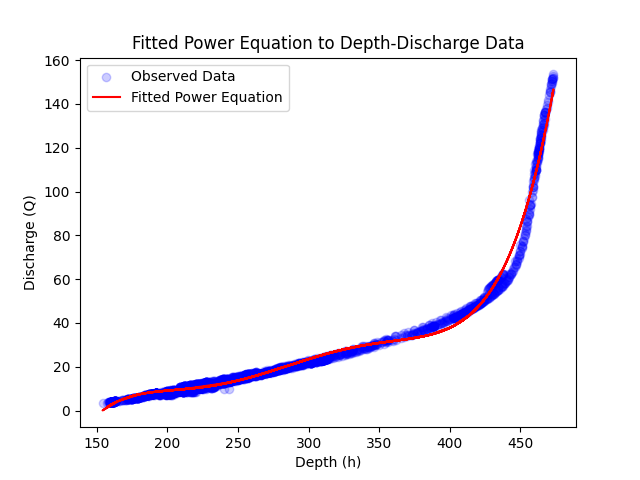 Fitted Power Equation to Depth-Discharge Data
Observed Data
Fitted Power Equation
Discharge (Q)
160
140
120
100
80
60
40
20
0
150 200 250 300 350 400 450
Depth (h)